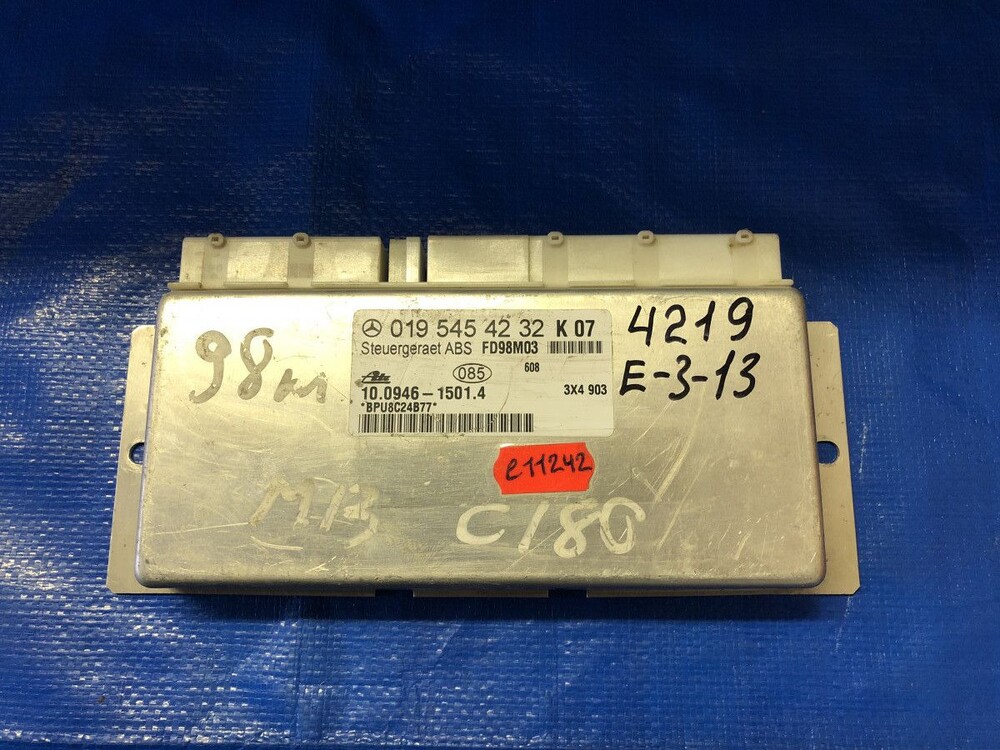 019 545 42 32 K 07
Steuergeraet ABS FD98M03
608
085
Ate
10.0946-1501.4
3X4 903
*BPU8C24B77*
4219
E-3-13
98
e11242
C180